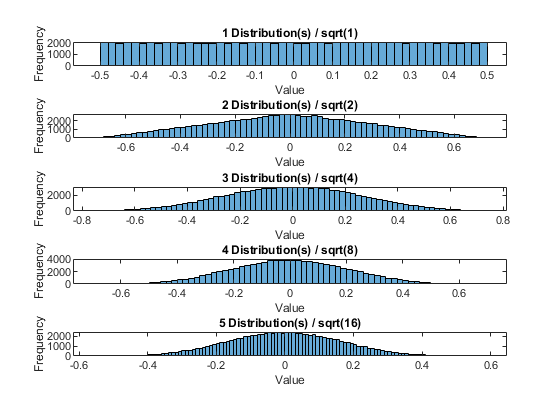 1 Distribution(s) / sqrt(1)
Frequency
2000
1000
0
-0.5 -0.4 -0.3 -0.2 -0.1 0 0.1 0.2 0.3 0.4 0.5
Value
2 Distribution(s) / sqrt(2)
Frequency
2000
1000
0
-0.6 -0.4 -0.2 0 0.2 0.4 0.6
Value
3 Distribution(s) / sqrt(4)
Frequency
2000
0
-0.8 -0.6 -0.4 -0.2 0 0.2 0.4 0.6 0.8
Value
4 Distribution(s) / sqrt(8)
Frequency
4000
2000
0
-0.6 -0.4 -0.2 0 0.2 0.4 0.6
Value
5 Distribution(s) / sqrt(16)
Frequency
2000
1000
0
-0.6 -0.4 -0.2 0 0.2 0.4 0.6
Value